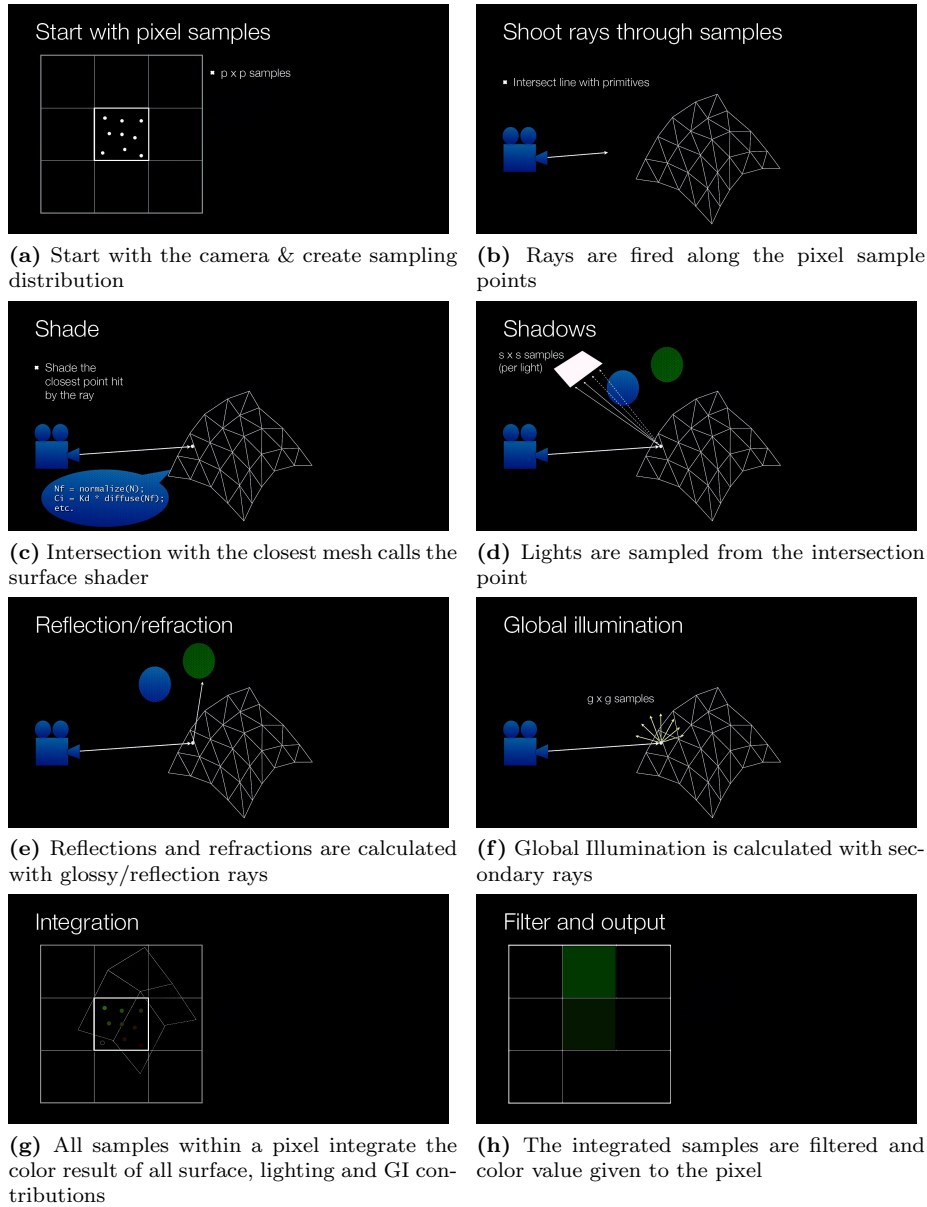 Start with pixel samples
▪ p x p samples
(a) Start with the camera & create sampling
distribution
Shoot rays through samples
▪ Intersect line with primitives
(b) Rays are fired along the pixel sample
points
Shade
▪ Shade the
closest point hit
by the ray
Nf = normalize(N);
Ci = Kd * diffuse(Nf);
etc.
(c) Intersection with the closest mesh calls the
surface shader
Shadows
s x s samples
(per light)
(d) Lights are sampled from the intersection
point
Reflection/refraction
(e) Reflections and refractions are calculated
with glossy/reflection rays
Global illumination
g x g samples
(f) Global Illumination is calculated with sec-
ondary rays
Integration
(g) All samples within a pixel integrate the
color result of all surface, lighting and GI con-
tributions
Filter and output
(h) The integrated samples are filtered and
color value given to the pixel